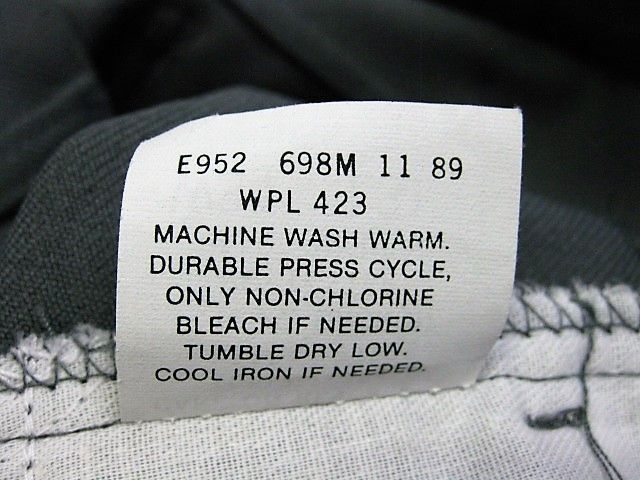 E952 698M 11 89
WPL 423
MACHINE WASH WARM.
DURABLE PRESS CYCLE,
ONLY NON-CHLORINE
BLEACH IF NEEDED.
TUMBLE DRY LOW.
COOL IRON IF NEEDED.